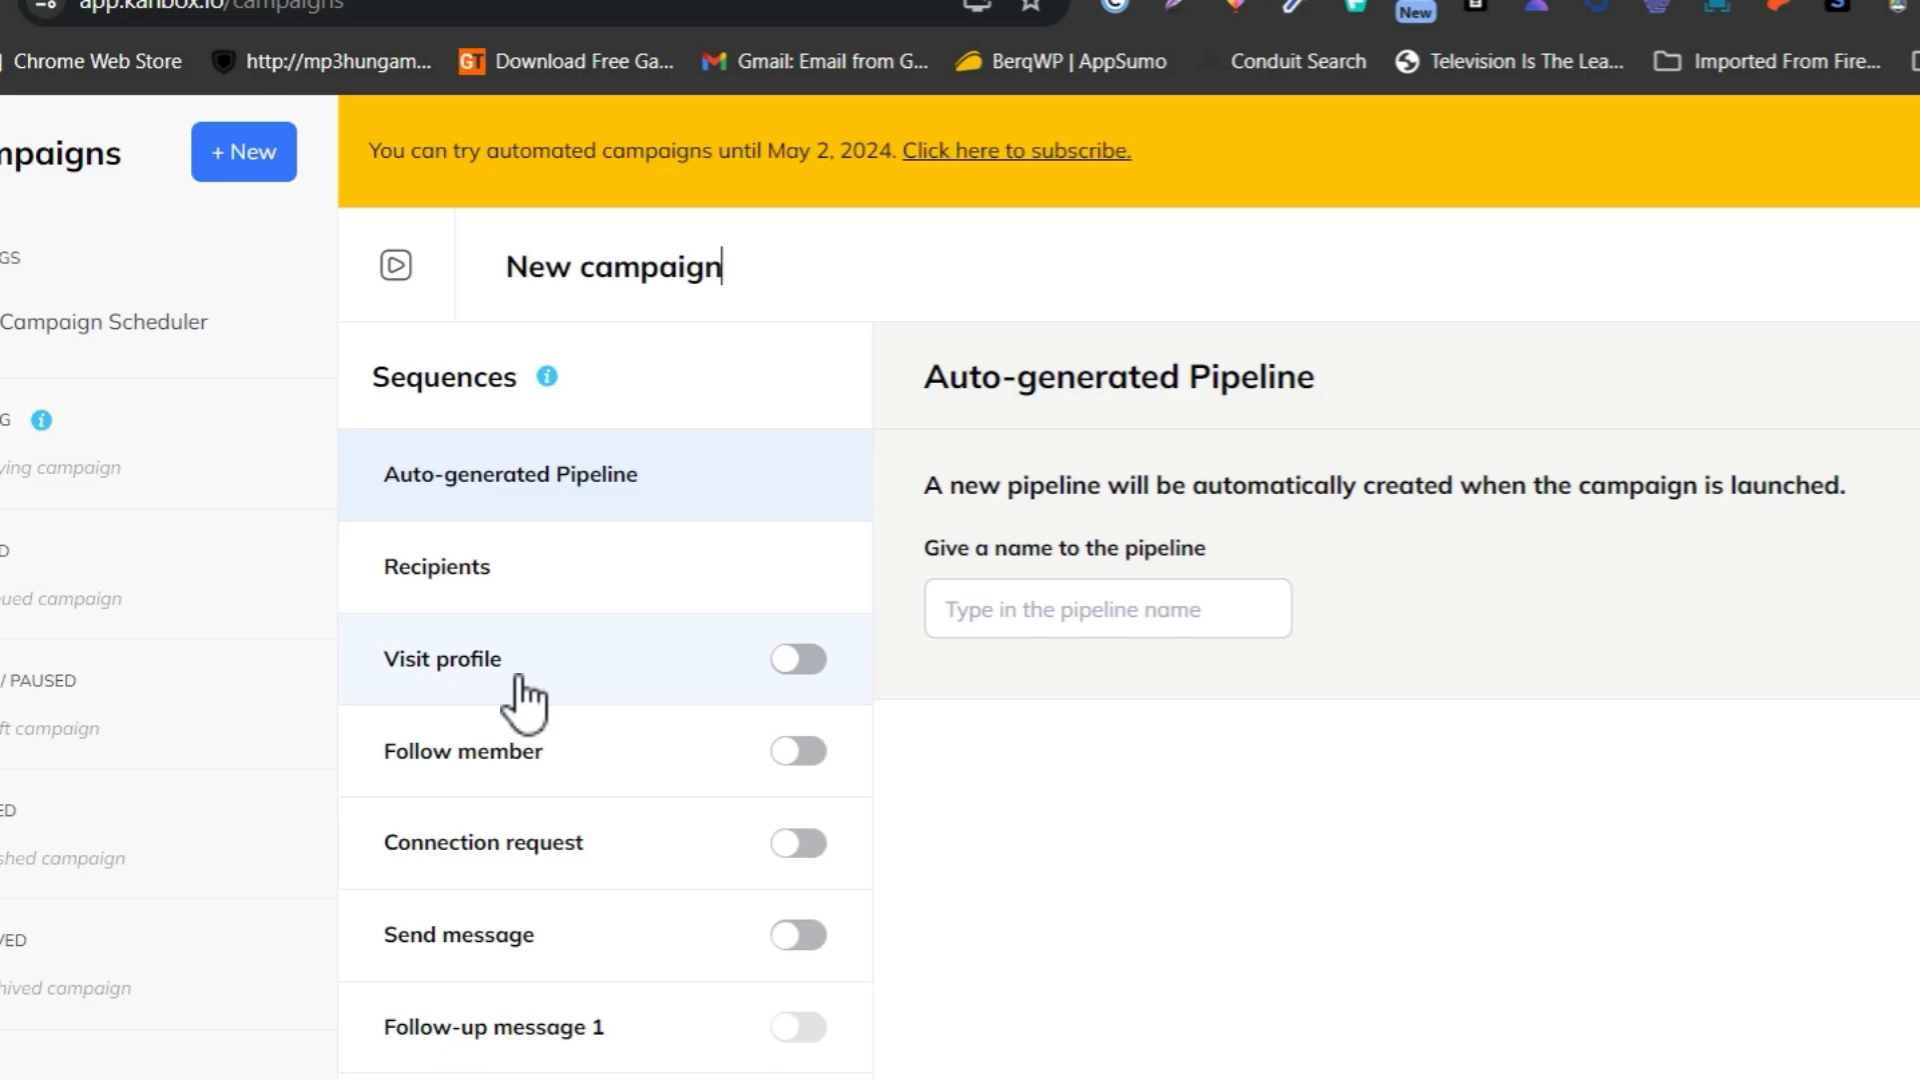 app.kanbox.io/campaigns
New
Chrome Web Store
http://mp3hungam...
GT Download Free Ga...
Gmail: Email from G...
BerqWP | AppSumo
Conduit Search
Television Is The Lea...
Imported From Fire...
mpaigns
+ New
You can try automated campaigns until May 2, 2024. Click here to subscribe.
GS
Campaign Scheduler
G
ying campaign
D
eued campaign
/ PAUSED
ft campaign
ED
shed campaign
VED
hived campaign
New campaign
Sequences
Auto-generated Pipeline
Recipients
Visit profile
Follow member
Connection request
Send message
Follow-up message 1
Auto-generated Pipeline
A new pipeline will be automatically created when the campaign is launched.
Give a name to the pipeline
Type in the pipeline name